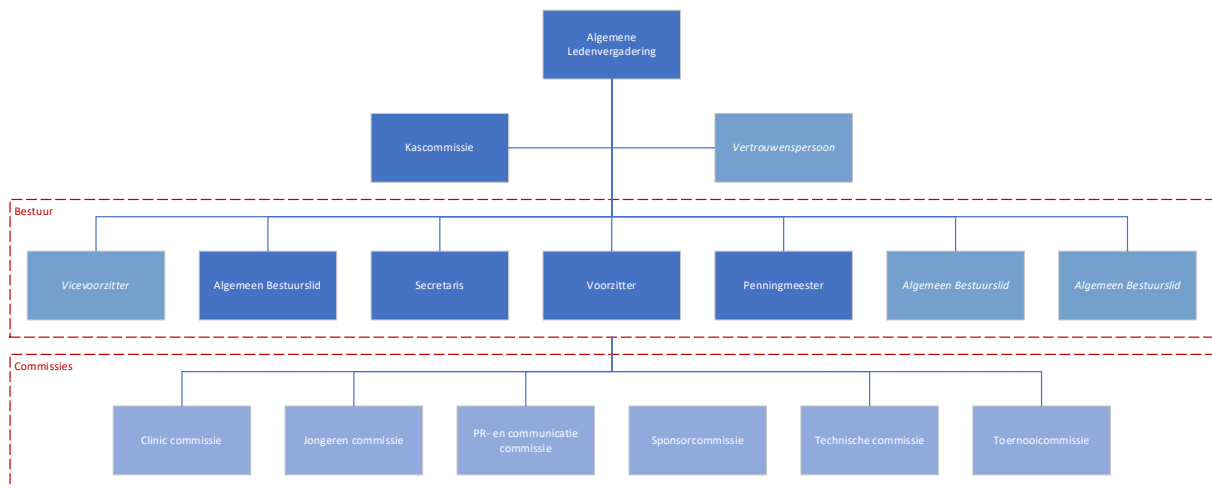 Algemene
Ledenvergadering
Kascommissie
Vertrouwenspersoon
Bestuur
Vicevoorzitter
Algemeen Bestuurslid
Secretaris
Voorzitter
Penningmeester
Algemeen Bestuurslid
Algemeen Bestuurslid
Commissies
Clinic commissie
Jongeren commissie
PR- en communicatie
commissie
Sponsorcommissie
Technische commissie
Toernooicommissie